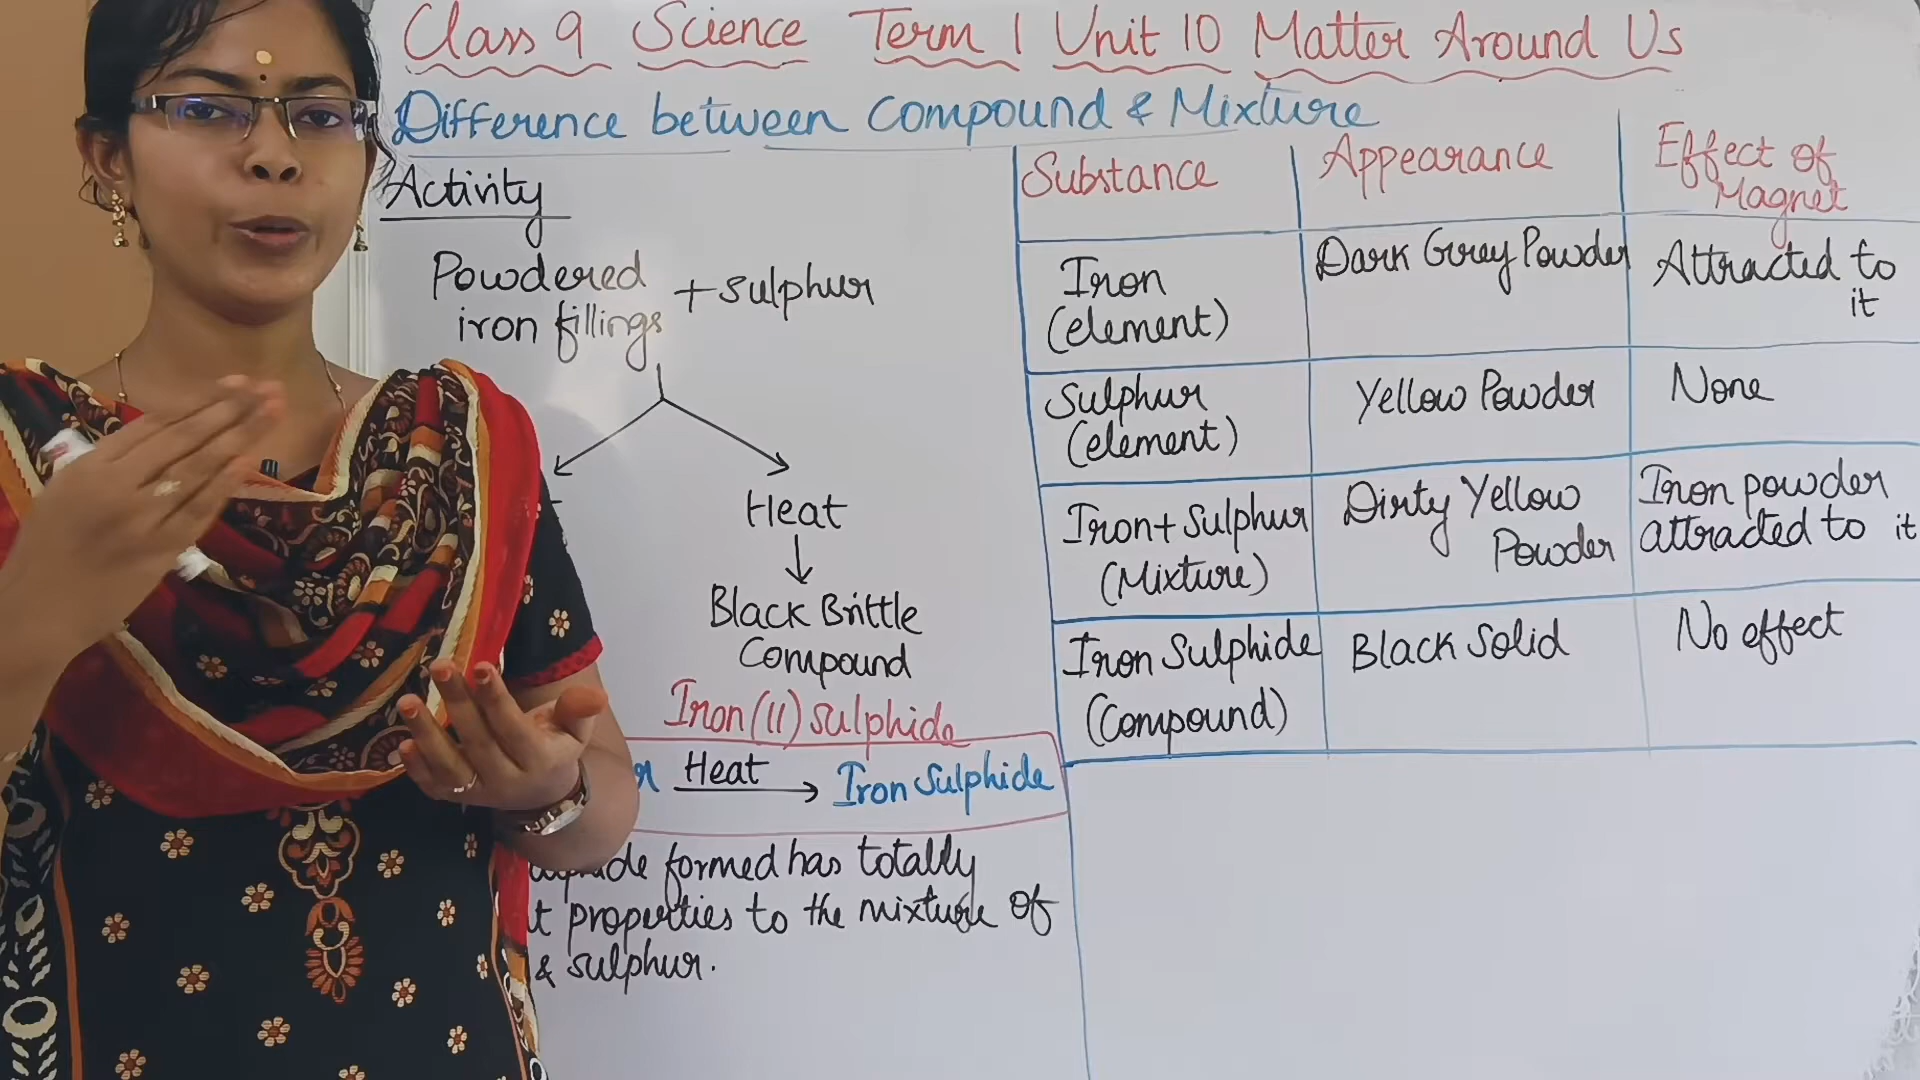 Class 9 Science Term 1 Unit 10 Matter Around Us
Difference between Compound & Mixture
Activity
Powdered
iron fillings + Sulphur
Heat
Black Brittle
Compound
Iron (11) sulphide
Heat Iron Sulphide
formed has totally
properties to the mixture of
& sulphur.
Substance Appearance Effect of
Magnet
Iron
(element) Dark Grey Powder Attracted to
it
Sulphur
(element) Yellow Powder None
Iron + Sulphur
(Mixture) Dirty Yellow
Powder Iron powder
attracted to it
Iron Sulphide
(Compound) Black Solid No effect